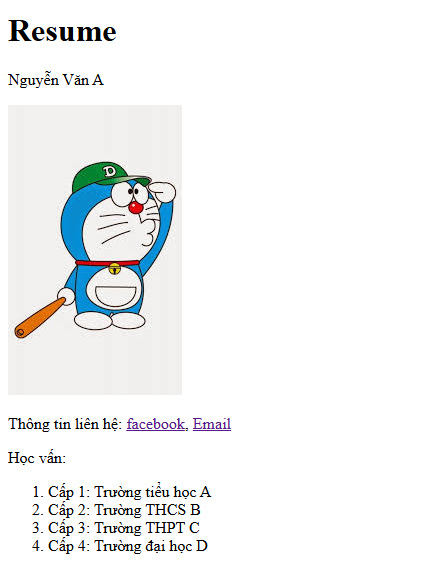 Resume
Nguyễn Văn A
D
Thông tin liên hệ: facebook, Email
Học vấn:
1. Cấp 1: Trường tiểu học A
2. Cấp 2: Trường THCS B
3. Cấp 3: Trường THPT C
4. Cấp 4: Trường đại học D